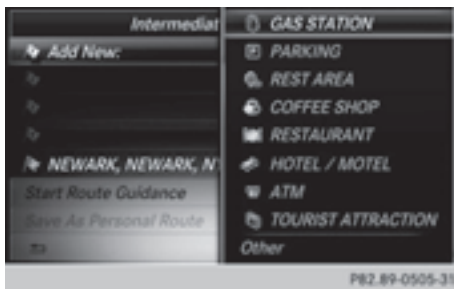 Intermediat
Add New:
NEWARK, NEWARK, N
Start Route Guidance
Save As Personal Route
GAS STATION
PARKING
REST AREA
COFFEE SHOP
RESTAURANT
HOTEL / MOTEL
ATM
TOURIST ATTRACTION
Other
P82.89-0505-31